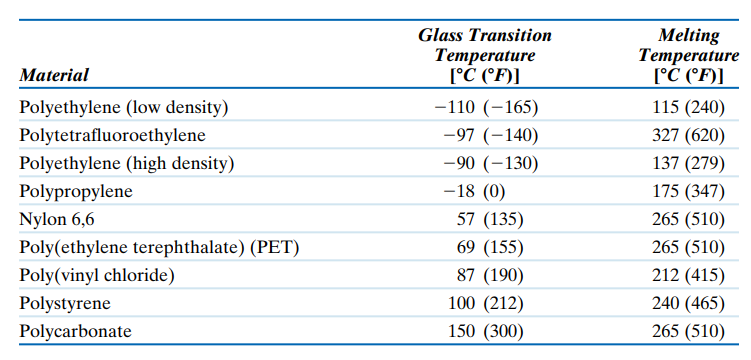 Glass Transition Melting
Temperature Temperature
Material [°C (°F)] [°C (°F)]
Polyethylene (low density) −110 (−165) 115 (240)
Polytetrafluoroethylene −97 (−140) 327 (620)
Polyethylene (high density) −90 (−130) 137 (279)
Polypropylene −18 (0) 175 (347)
Nylon 6,6 57 (135) 265 (510)
Poly(ethylene terephthalate) (PET) 69 (155) 265 (510)
Poly(vinyl chloride) 87 (190) 212 (415)
Polystyrene 100 (212) 240 (465)
Polycarbonate 150 (300) 265 (510)